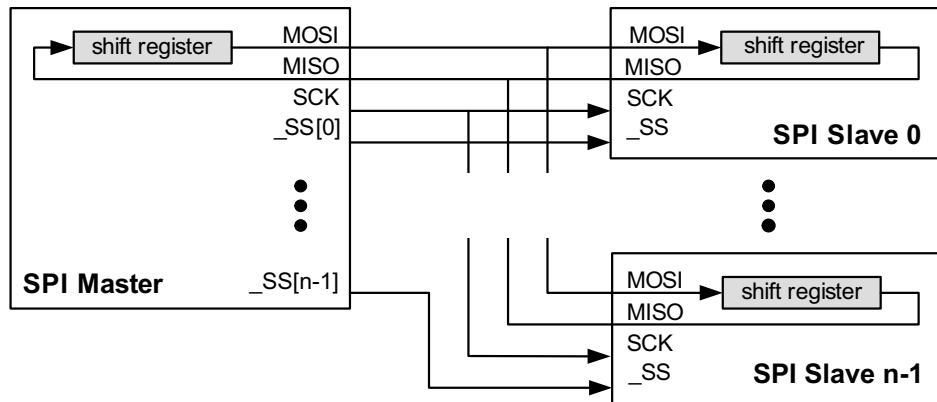 shift register
MOSI
MISO
SCK
_SS[0]
_SS[n-1]
SPI Master
MOSI
shift register
MISO
SCK
_SS
SPI Slave 0
MOSI
shift register
MISO
SCK
_SS
SPI Slave n-1